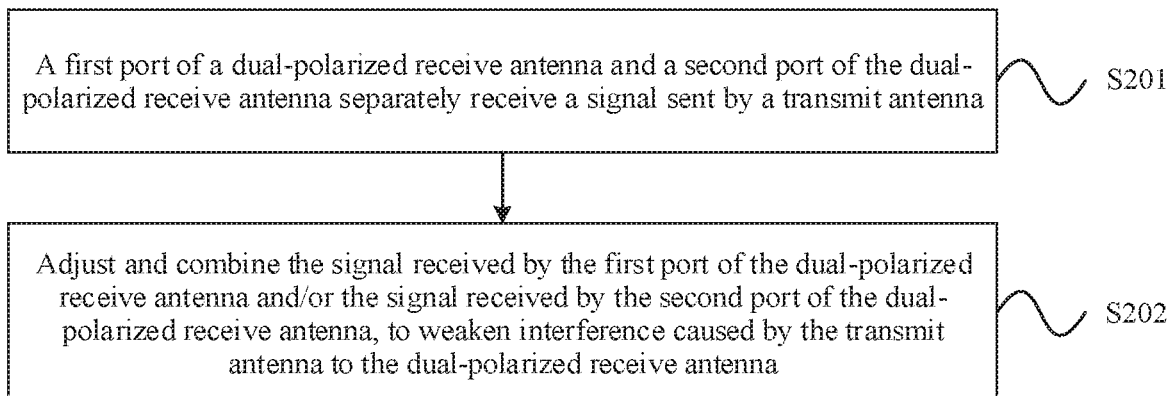 A first port of a dual-polarized receive antenna and a second port of the dual-
polarized receive antenna separately receive a signal sent by a transmit antenna
S201
Adjust and combine the signal received by the first port of the dual-polarized
receive antenna and/or the signal received by the second port of the dual-
polarized receive antenna, to weaken interference caused by the transmit
antenna to the dual-polarized receive antenna
S202